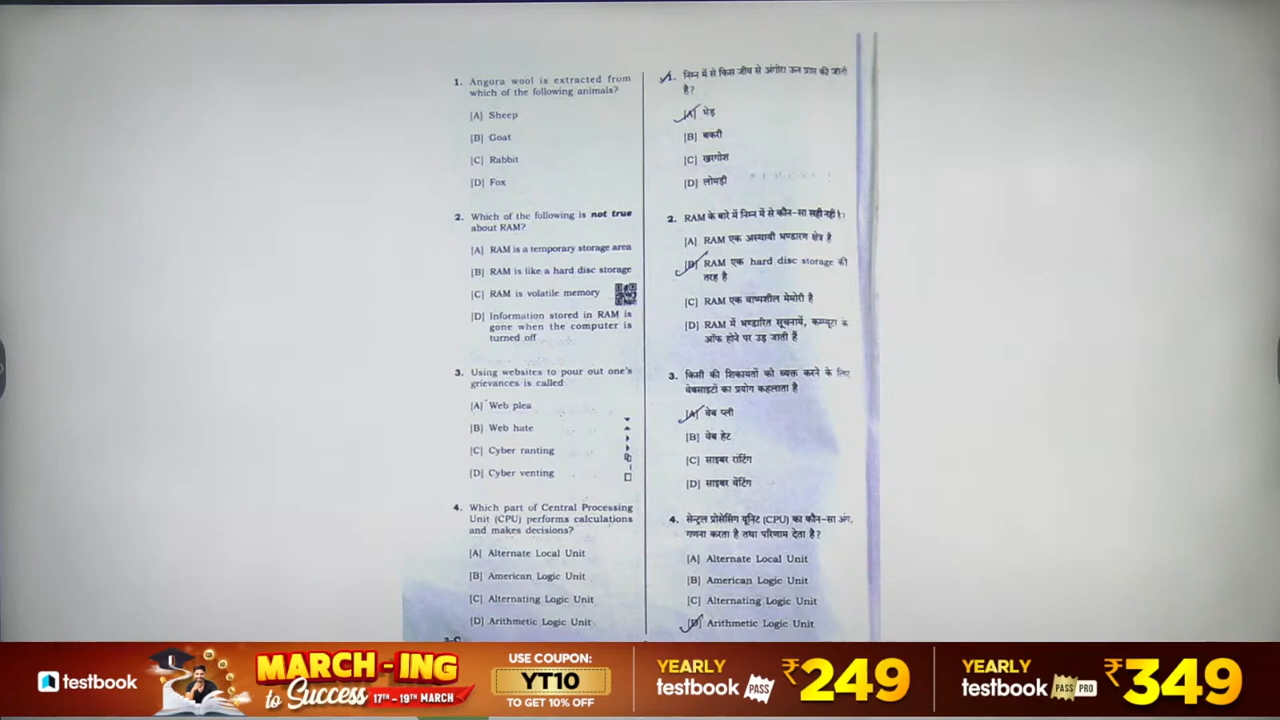 1. Angora wool is extracted from
which of the following animals?
[A] Sheep
[B] Goat
[C] Rabbit
[D] Fox
2. Which of the following is not true
about RAM?
[A] RAM is a temporary storage area
[B] RAM is like a hard disc storage
[C] RAM is volatile memory
[D] Information stored in RAM is
gone when the computer is
turned off
3. Using websites to pour out one's
grievances is called
[A] Web plea
[B] Web hate
[C] Cyber ranting
[D] Cyber venting
4. Which part of Central Processing
Unit (CPU) performs calculations
and makes decisions?
[A] Alternate Local Unit
[B] American Logic Unit
[C] Alternating Logic Unit
[D] Arithmetic Logic Unit
1. निम्न में से किस जीव से अंगोरा ऊन प्राप्त की जाती
है?
[A] भेड़
[B] बकरी
[C] खरगोश
[D] लोमड़ी
2. RAM के बारे में निम्न में से कौन-सा सही नहीं है?
[A] RAM एक अस्थायी भण्डारण क्षेत्र है
[B] RAM एक hard disc storage की
तरह है
[C] RAM एक वाष्पशील मेमोरी है
[D] RAM में भण्डारित सूचनायें, कम्प्यूटर के
ऑफ होने पर उड़ जाती हैं
3. किसी की शिकायतों को व्यक्त करने के लिए
वेबसाइटों का प्रयोग कहलाता है
[A] वेब प्ली
[B] वेब हेट
[C] साइबर रांटिंग
[D] साइबर वेंटिंग
4. सेन्ट्रल प्रोसेसिंग यूनिट (CPU) का कौन-सा अंग,
गणना करता है तथा परिणाम देता है?
[A] Alternate Local Unit
[B] American Logic Unit
[C] Alternating Logic Unit
[D] Arithmetic Logic Unit
testbook
MARCH-ING
to Success
17TH - 19TH MARCH
USE COUPON:
YT10
TO GET 10% OFF
YEARLY
testbook PASS
₹249
YEARLY
testbook PASS PRO
₹349